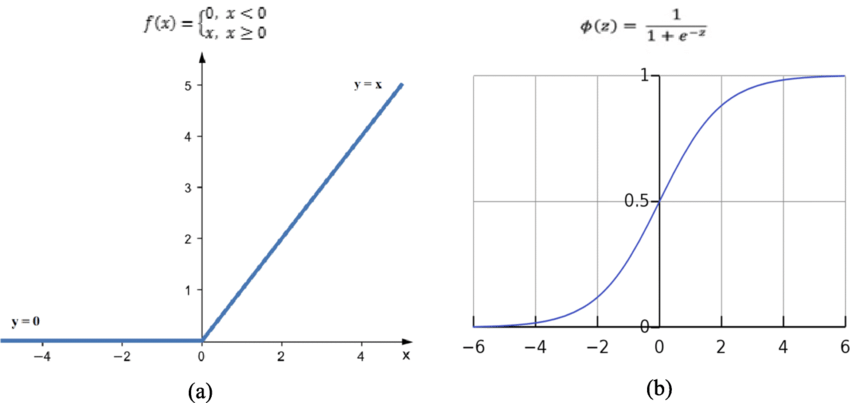 f(x) = {0, x < 0
x, x ≥ 0
y = x
5
4
3
2
1
y = 0
−4 −2 0 2 4 x
(a)
ϕ(z) = 1 / (1 + e^−z)
1
0.5
0
−6 −4 −2 0 2 4 6
(b)